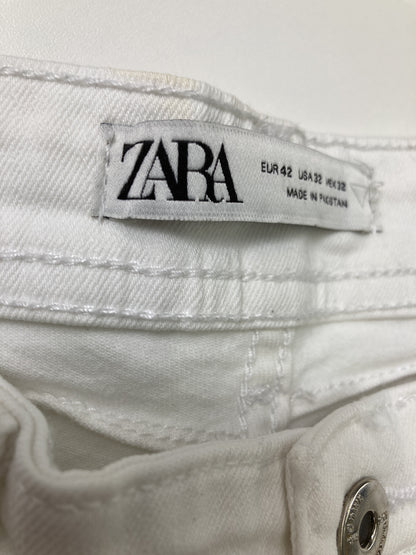 ZARA
EUR 42 USA 32 MEX 32
MADE IN PAKISTAN